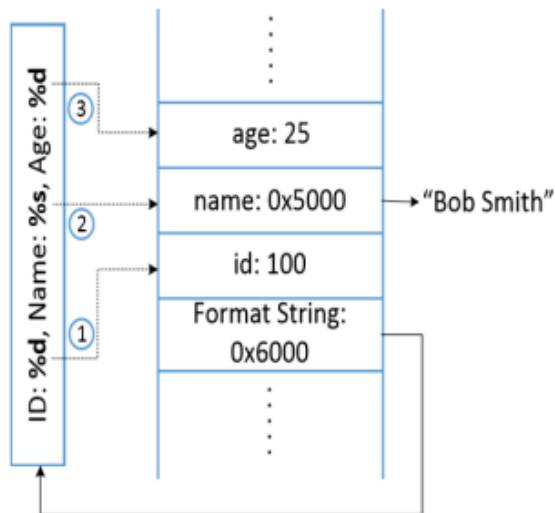 ID: %d, Name: %s, Age: %d
3
age: 25
2
name: 0x5000
"Bob Smith"
id: 100
1
Format String:
0x6000